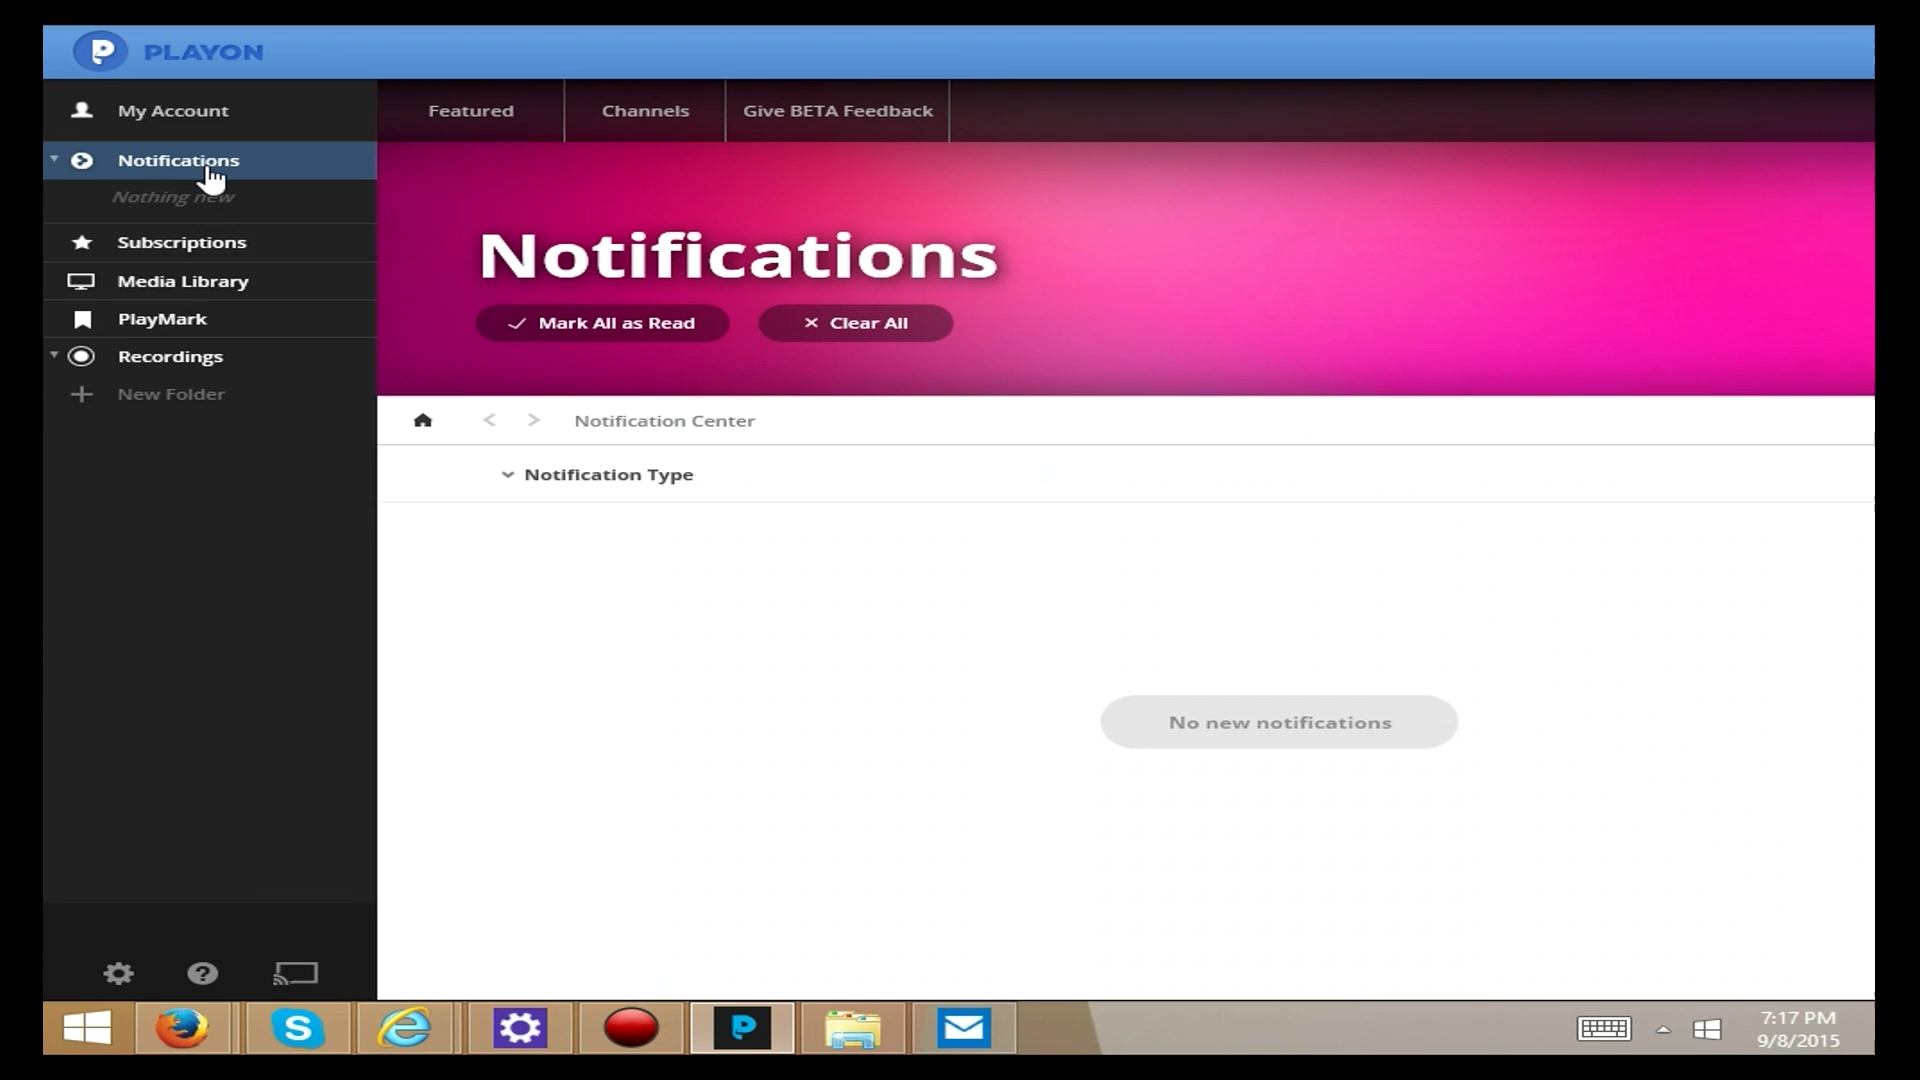 PLAYON
My Account
Featured
Channels
Give BETA Feedback
Notifications
Nothing new
Subscriptions
Media Library
PlayMark
Recordings
New Folder
Notifications
Mark All as Read
Clear All
Notification Center
Notification Type
No new notifications
7:17 PM
9/8/2015